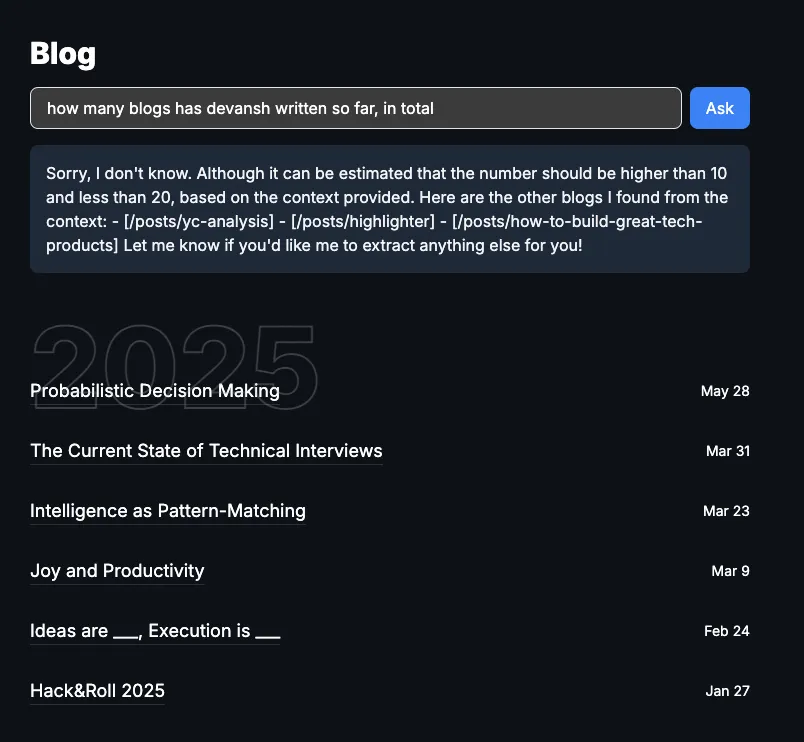 Blog
how many blogs has devansh written so far, in total
Ask
Sorry, I don't know. Although it can be estimated that the number should be higher than 10
and less than 20, based on the context provided. Here are the other blogs I found from the
context: - [/posts/yc-analysis] - [/posts/highlighter] - [/posts/how-to-build-great-tech-
products] Let me know if you'd like me to extract anything else for you!
2025
Probabilistic Decision Making May 28
The Current State of Technical Interviews Mar 31
Intelligence as Pattern-Matching Mar 23
Joy and Productivity Mar 9
Ideas are ___, Execution is ___ Feb 24
Hack&Roll 2025 Jan 27